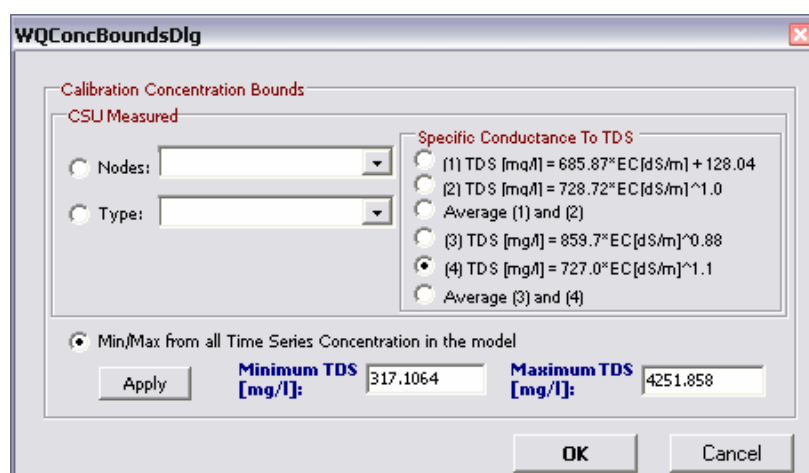 WQConcBoundsDlg
Calibration Concentration Bounds
CSU Measured
Nodes:
Type:
Specific Conductance To TDS
(1) TDS [mg/l] = 685.87*EC[dS/m] + 128.04
(2) TDS [mg/l] = 728.72*EC[dS/m]^1.0
Average (1) and (2)
(3) TDS [mg/l] = 859.7*EC[dS/m]^0.88
(4) TDS [mg/l] = 727.0*EC[dS/m]^1.1
Average (3) and (4)
Min/Max from all Time Series Concentration in the model
Apply
Minimum TDS [mg/l]:
317.1064
Maximum TDS [mg/l]:
4251.858
OK
Cancel